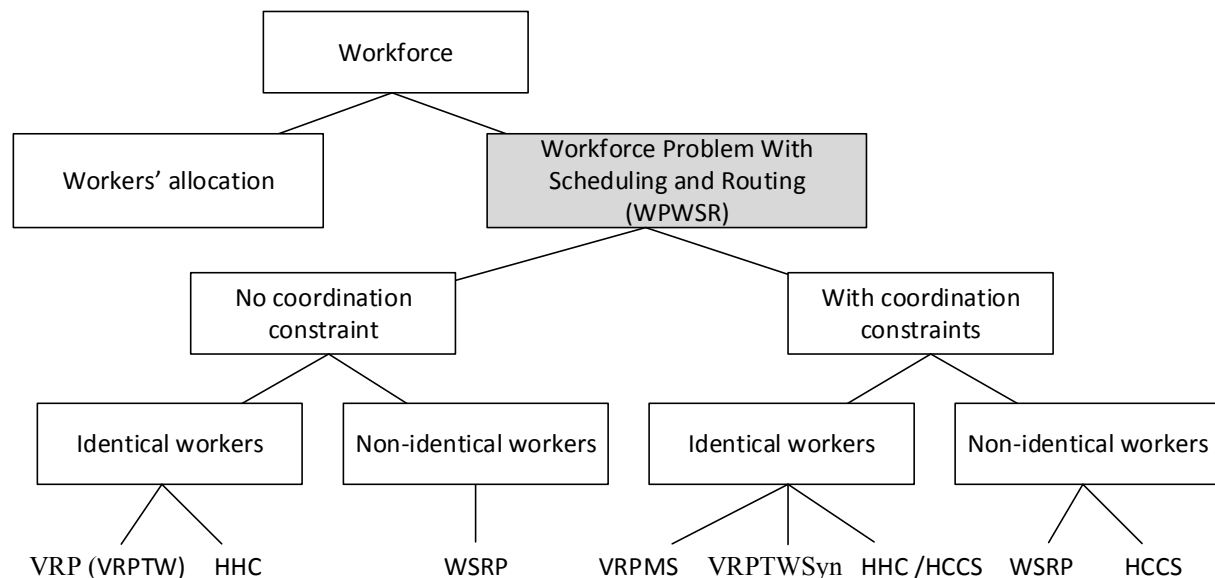 Workforce
Workers’ allocation
Workforce Problem With
Scheduling and Routing
(WPWSR)
No coordination
constraint
With coordination
constraints
Identical workers
Non-identical workers
Identical workers
Non-identical workers
VRP (VRPTW)
HHC
WSRP
VRPMS
VRPTWSyn
HHC /HCCS
WSRP
HCCS